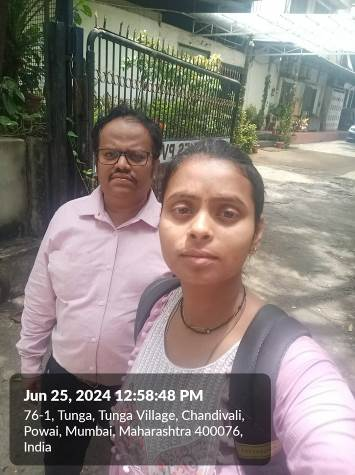 Jun 25, 2024 12:58:48 PM
76-1, Tunga, Tunga Village, Chandivali,
Powai, Mumbai, Maharashtra 400076,
India